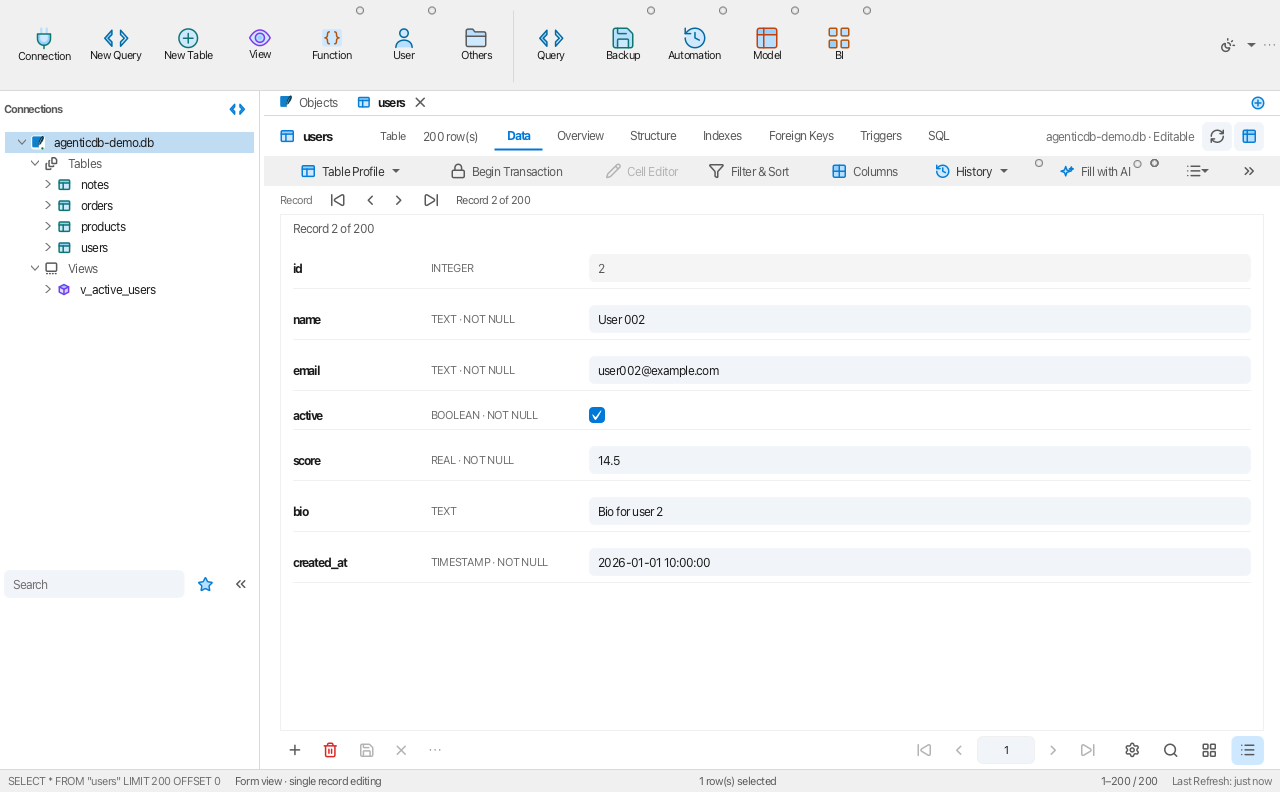 Connection
New Query
New Table
View
Function
User
Others
Query
Backup
Automation
Model
BI
Connections
agenticdb-demo.db
Tables
notes
orders
products
users
Views
v_active_users
Search
Objects
users
users
Table
200 row(s)
Data
Overview
Structure
Indexes
Foreign Keys
Triggers
SQL
agenticdb-demo.db · Editable
Table Profile
Begin Transaction
Cell Editor
Filter & Sort
Columns
History
Fill with AI
Record
Record 2 of 200
Record 2 of 200
id INTEGER 2
name TEXT · NOT NULL User 002
email TEXT · NOT NULL user002@example.com
active BOOLEAN · NOT NULL
score REAL · NOT NULL 14.5
bio TEXT Bio for user 2
created_at TIMESTAMP · NOT NULL 2026-01-01 10:00:00
1
SELECT * FROM "users" LIMIT 200 OFFSET 0
Form view · single record editing
1 row(s) selected
1–200 / 200
Last Refresh: just now